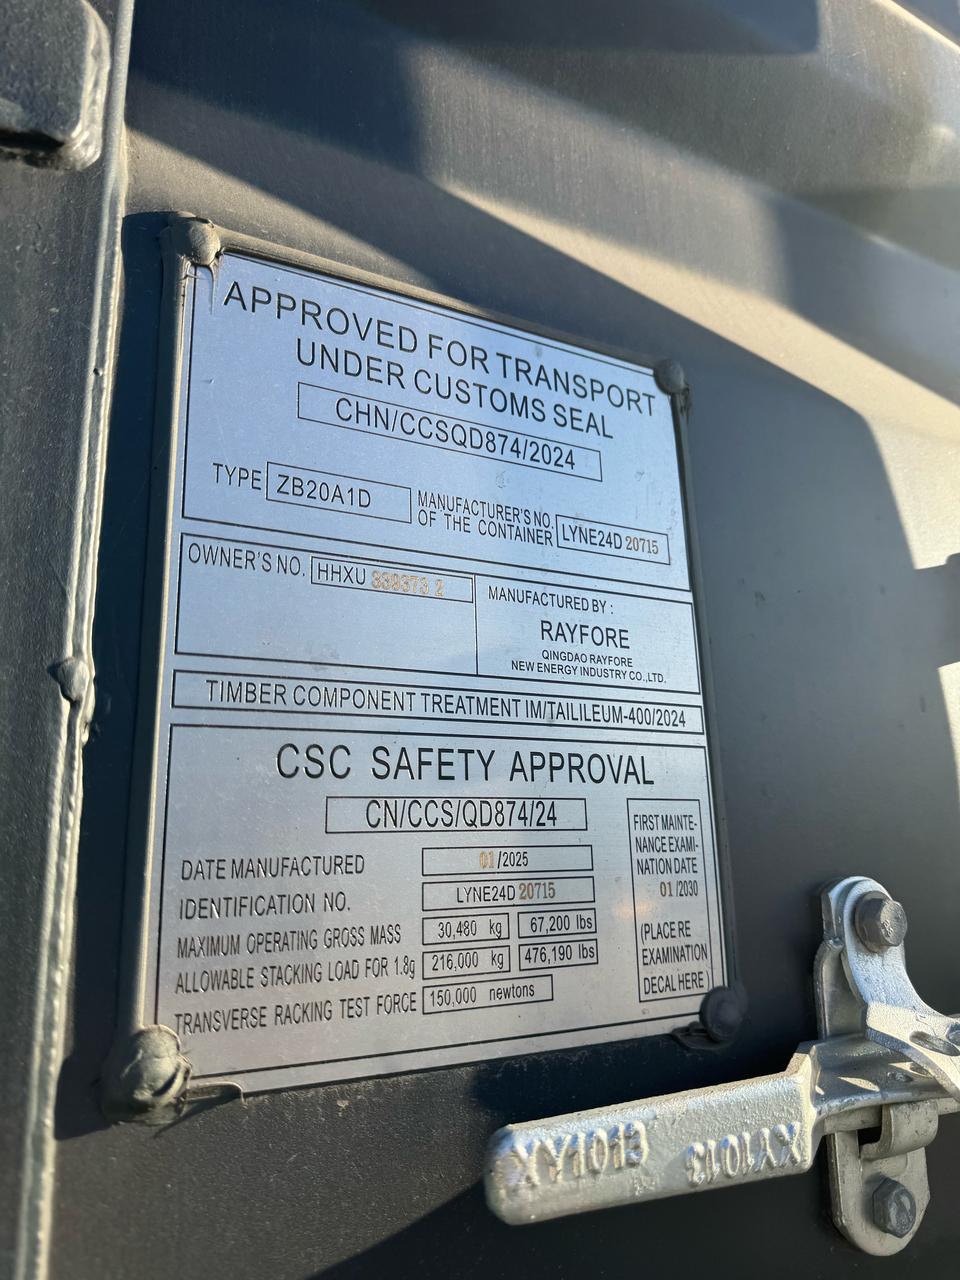 APPROVED FOR TRANSPORT
UNDER CUSTOMS SEAL
CHN/CCSQD874/2024
TYPE ZB20A1D
MANUFACTURER'S NO. OF THE CONTAINER LYNE24D 20715
OWNER'S NO. HHXU 839373 2
MANUFACTURED BY :
RAYFORE
QINGDAO RAYFORE
NEW ENERGY INDUSTRY CO.,LTD.
TIMBER COMPONENT TREATMENT IM/TAILILEUM-400/2024
CSC SAFETY APPROVAL
CN/CCS/QD874/24
DATE MANUFACTURED 01/2025
IDENTIFICATION NO. LYNE24D 20715
MAXIMUM OPERATING GROSS MASS 30,480 kg 67,200 lbs
ALLOWABLE STACKING LOAD FOR 1.8g 216,000 kg 476,190 lbs
TRANSVERSE RACKING TEST FORCE 150,000 newtons
FIRST MAINTE-
NANCE EXAMI-
NATION DATE
01/2030
(PLACE RE
EXAMINATION
DECAL HERE)
XY1013